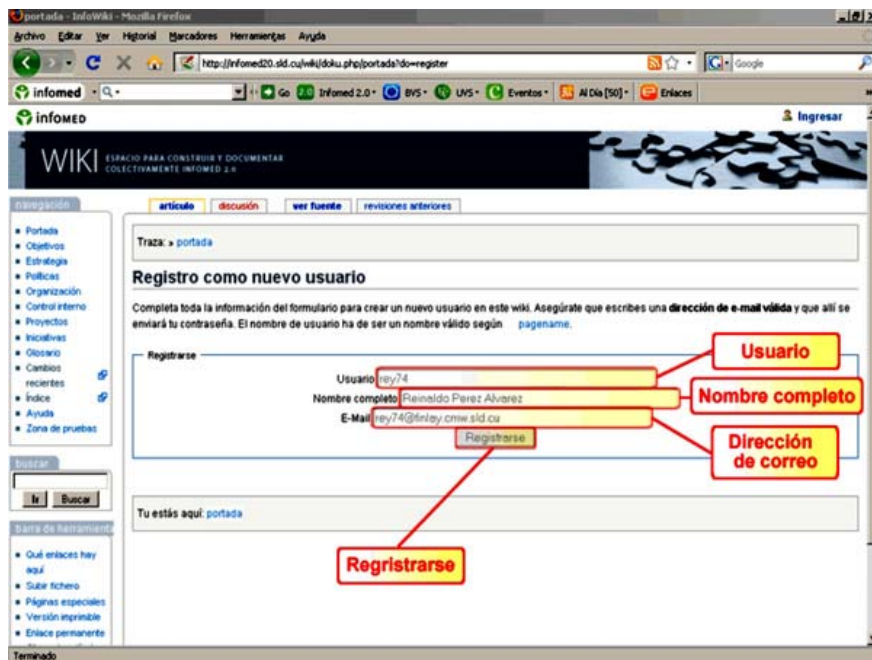 portada - InfoWiki - Mozilla Firefox
Archivo Editar Ver Historial Marcadores Herramientas Ayuda
http://infomed20.sld.cu/wiki/doku.php/portada?do=register
Google
infomed Go Infomed 2.0 BVS UVS Eventos Al Día [50] Enlaces
infomed
Ingresar
WIKI ESPACIO PARA CONSTRUIR Y DOCUMENTAR
COLECTIVAMENTE INFOMED 2.0
navegación
Portada
Objetivos
Estrategia
Políticas
Organización
Control interno
Proyectos
Iniciativas
Glosario
Cambios
recientes
Índice
Ayuda
Zona de pruebas
buscar
Ir Buscar
barra de herramienta
Qué enlaces hay
aquí
Subir fichero
Páginas especiales
Versión imprimible
Enlace permanente
artículo discusión ver fuente revisiones anteriores
Traza: » portada
Registro como nuevo usuario
Completa toda la información del formulario para crear un nuevo usuario en este wiki. Asegúrate que escribes una dirección de e-mail válida y que allí se
enviará tu contraseña. El nombre de usuario ha de ser un nombre válido según pagename.
Registrarse
Usuario rey74
Nombre completo Reinaldo Perez Alvarez
E-Mail rey74@finlay.cmw.sld.cu
Registrarse
Usuario
Nombre completo
Dirección
de correo
Regristrarse
Tu estás aquí: portada
Terminado